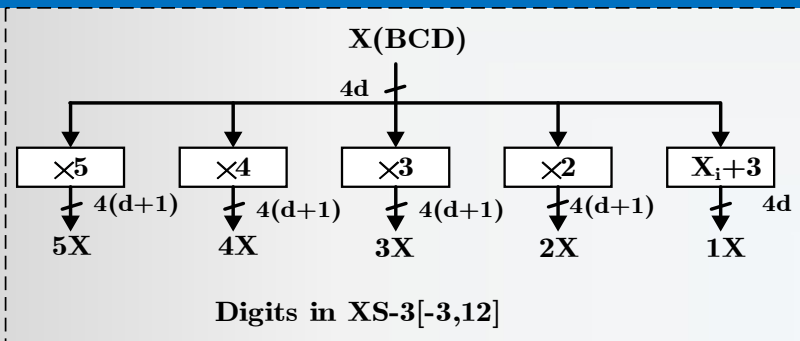 X(BCD)
4d
×5 ×4 ×3 ×2 Xᵢ+3
4(d+1) 4(d+1) 4(d+1) 4(d+1) 4d
5X 4X 3X 2X 1X
Digits in XS-3[-3,12]